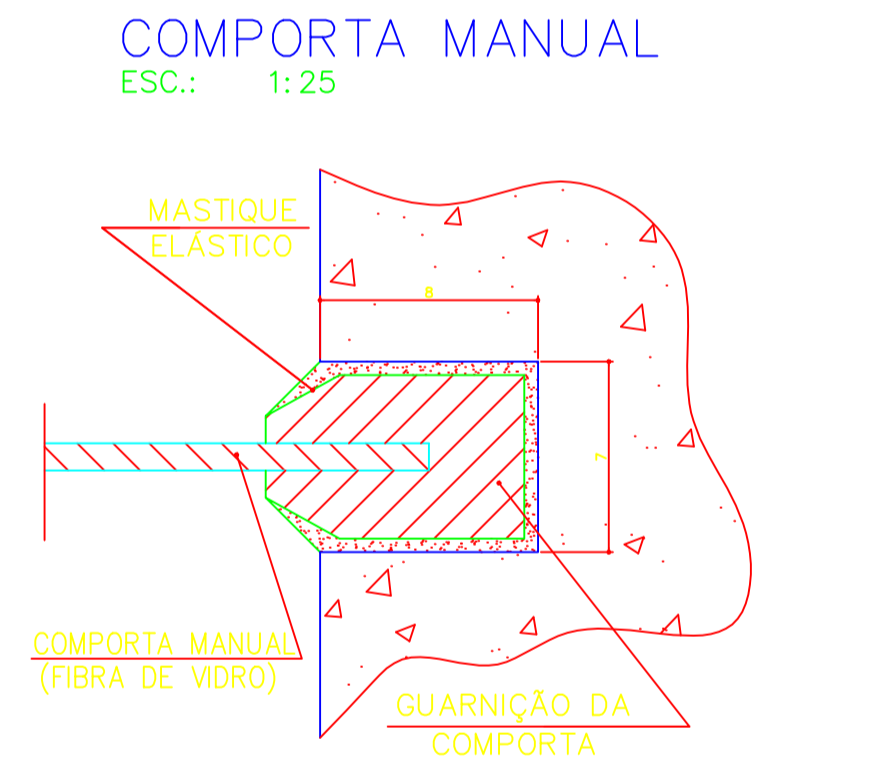 COMPORTA MANUAL
ESC.: 1:25
MASTIQUE
ELÁSTICO
8
7
COMPORTA MANUAL
(FIBRA DE VIDRO)
GUARNIÇÃO DA
COMPORTA